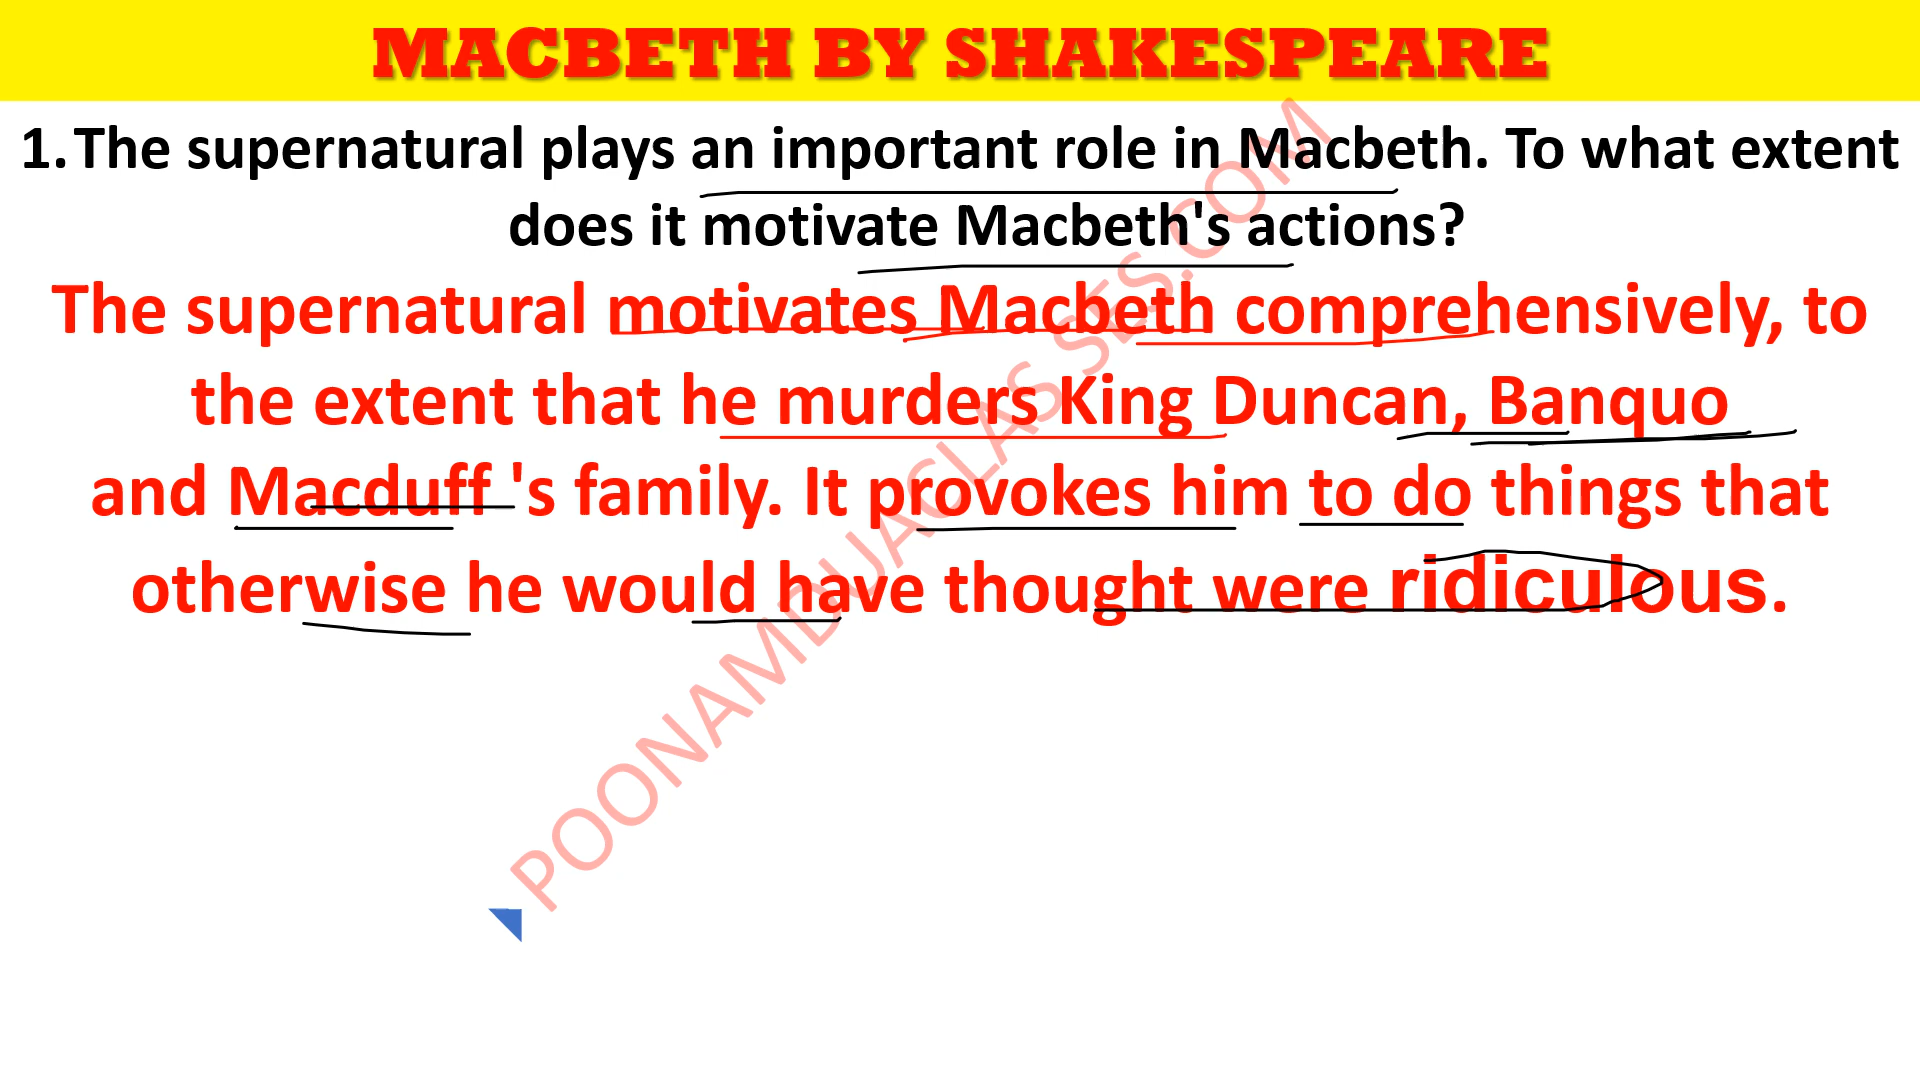 MACBETH BY SHAKESPEARE
1. The supernatural plays an important role in Macbeth. To what extent
does it motivate Macbeth's actions?
The supernatural motivates Macbeth comprehensively, to
the extent that he murders King Duncan, Banquo
and Macduff 's family. It provokes him to do things that
otherwise he would have thought were ridiculous.
POONAMDUACLAS SES.COM